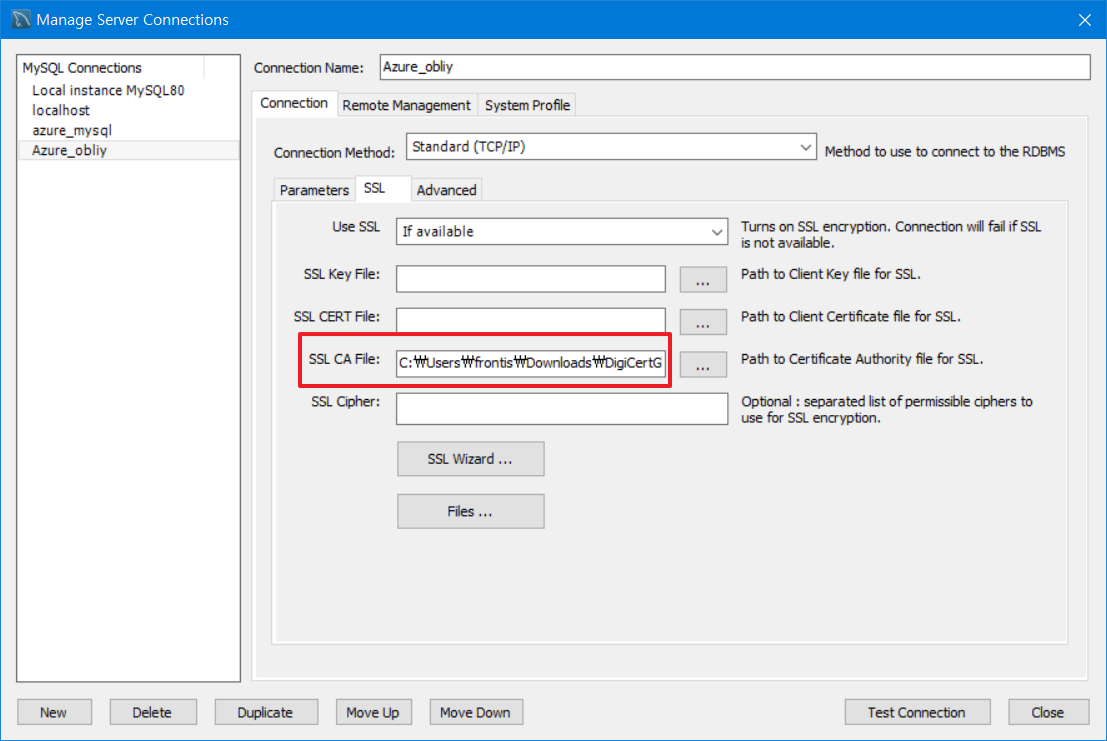 Manage Server Connections
MySQL Connections
Local instance MySQL80
localhost
azure_mysql
Azure_obliy
Connection Name: Azure_obliy
Connection Remote Management System Profile
Connection Method: Standard (TCP/IP) Method to use to connect to the RDBMS
Parameters SSL Advanced
Use SSL If available Turns on SSL encryption. Connection will fail if SSL
is not available.
SSL Key File: ... Path to Client Key file for SSL.
SSL CERT File: ... Path to Client Certificate file for SSL.
SSL CA File: C:₩Users₩frontis₩Downloads₩DigiCertG ... Path to Certificate Authority file for SSL.
SSL Cipher: Optional : separated list of permissible ciphers to
use for SSL encryption.
SSL Wizard ...
Files ...
New Delete Duplicate Move Up Move Down Test Connection Close